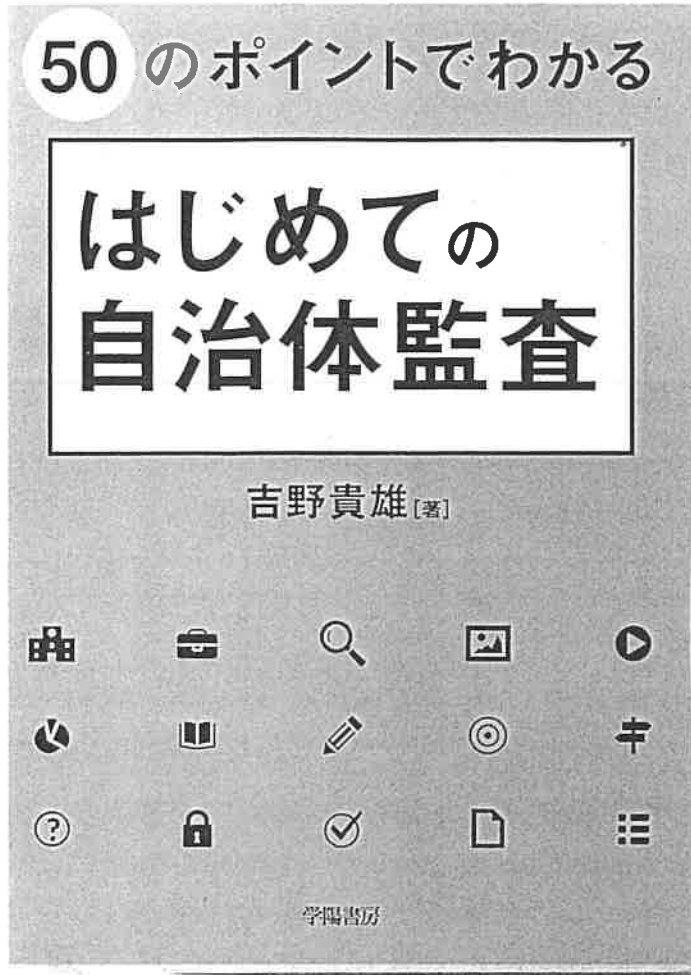 50のポイントでわかる
はじめての
自治体監査
吉野貴雄[著]
?
学陽書房